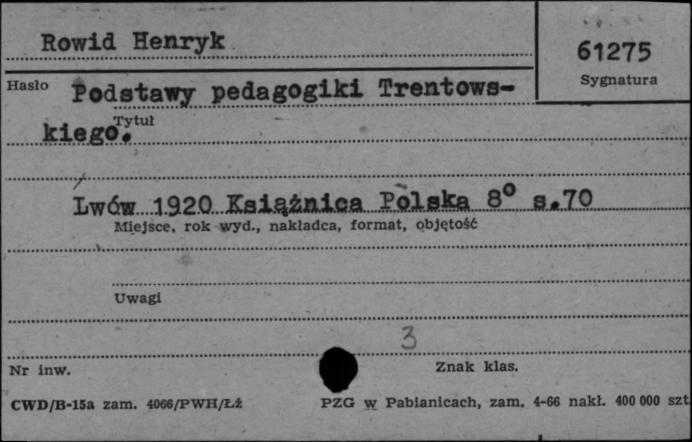 Rowid Henryk
61275
Sygnatura
Hasło
Podstawy pedagogiki Trentows-
Tytuł
kiego.
Lwów 1920 Książnica Polska 8° s.70
Miejsce, rok wyd., nakładca, format, objętość
Uwagi
3
Nr inw.
Znak klas.
CWD/B-15a zam. 4066/PWH/Łż
PZG w Pabianicach, zam. 4-66 nakł. 400 000 szt